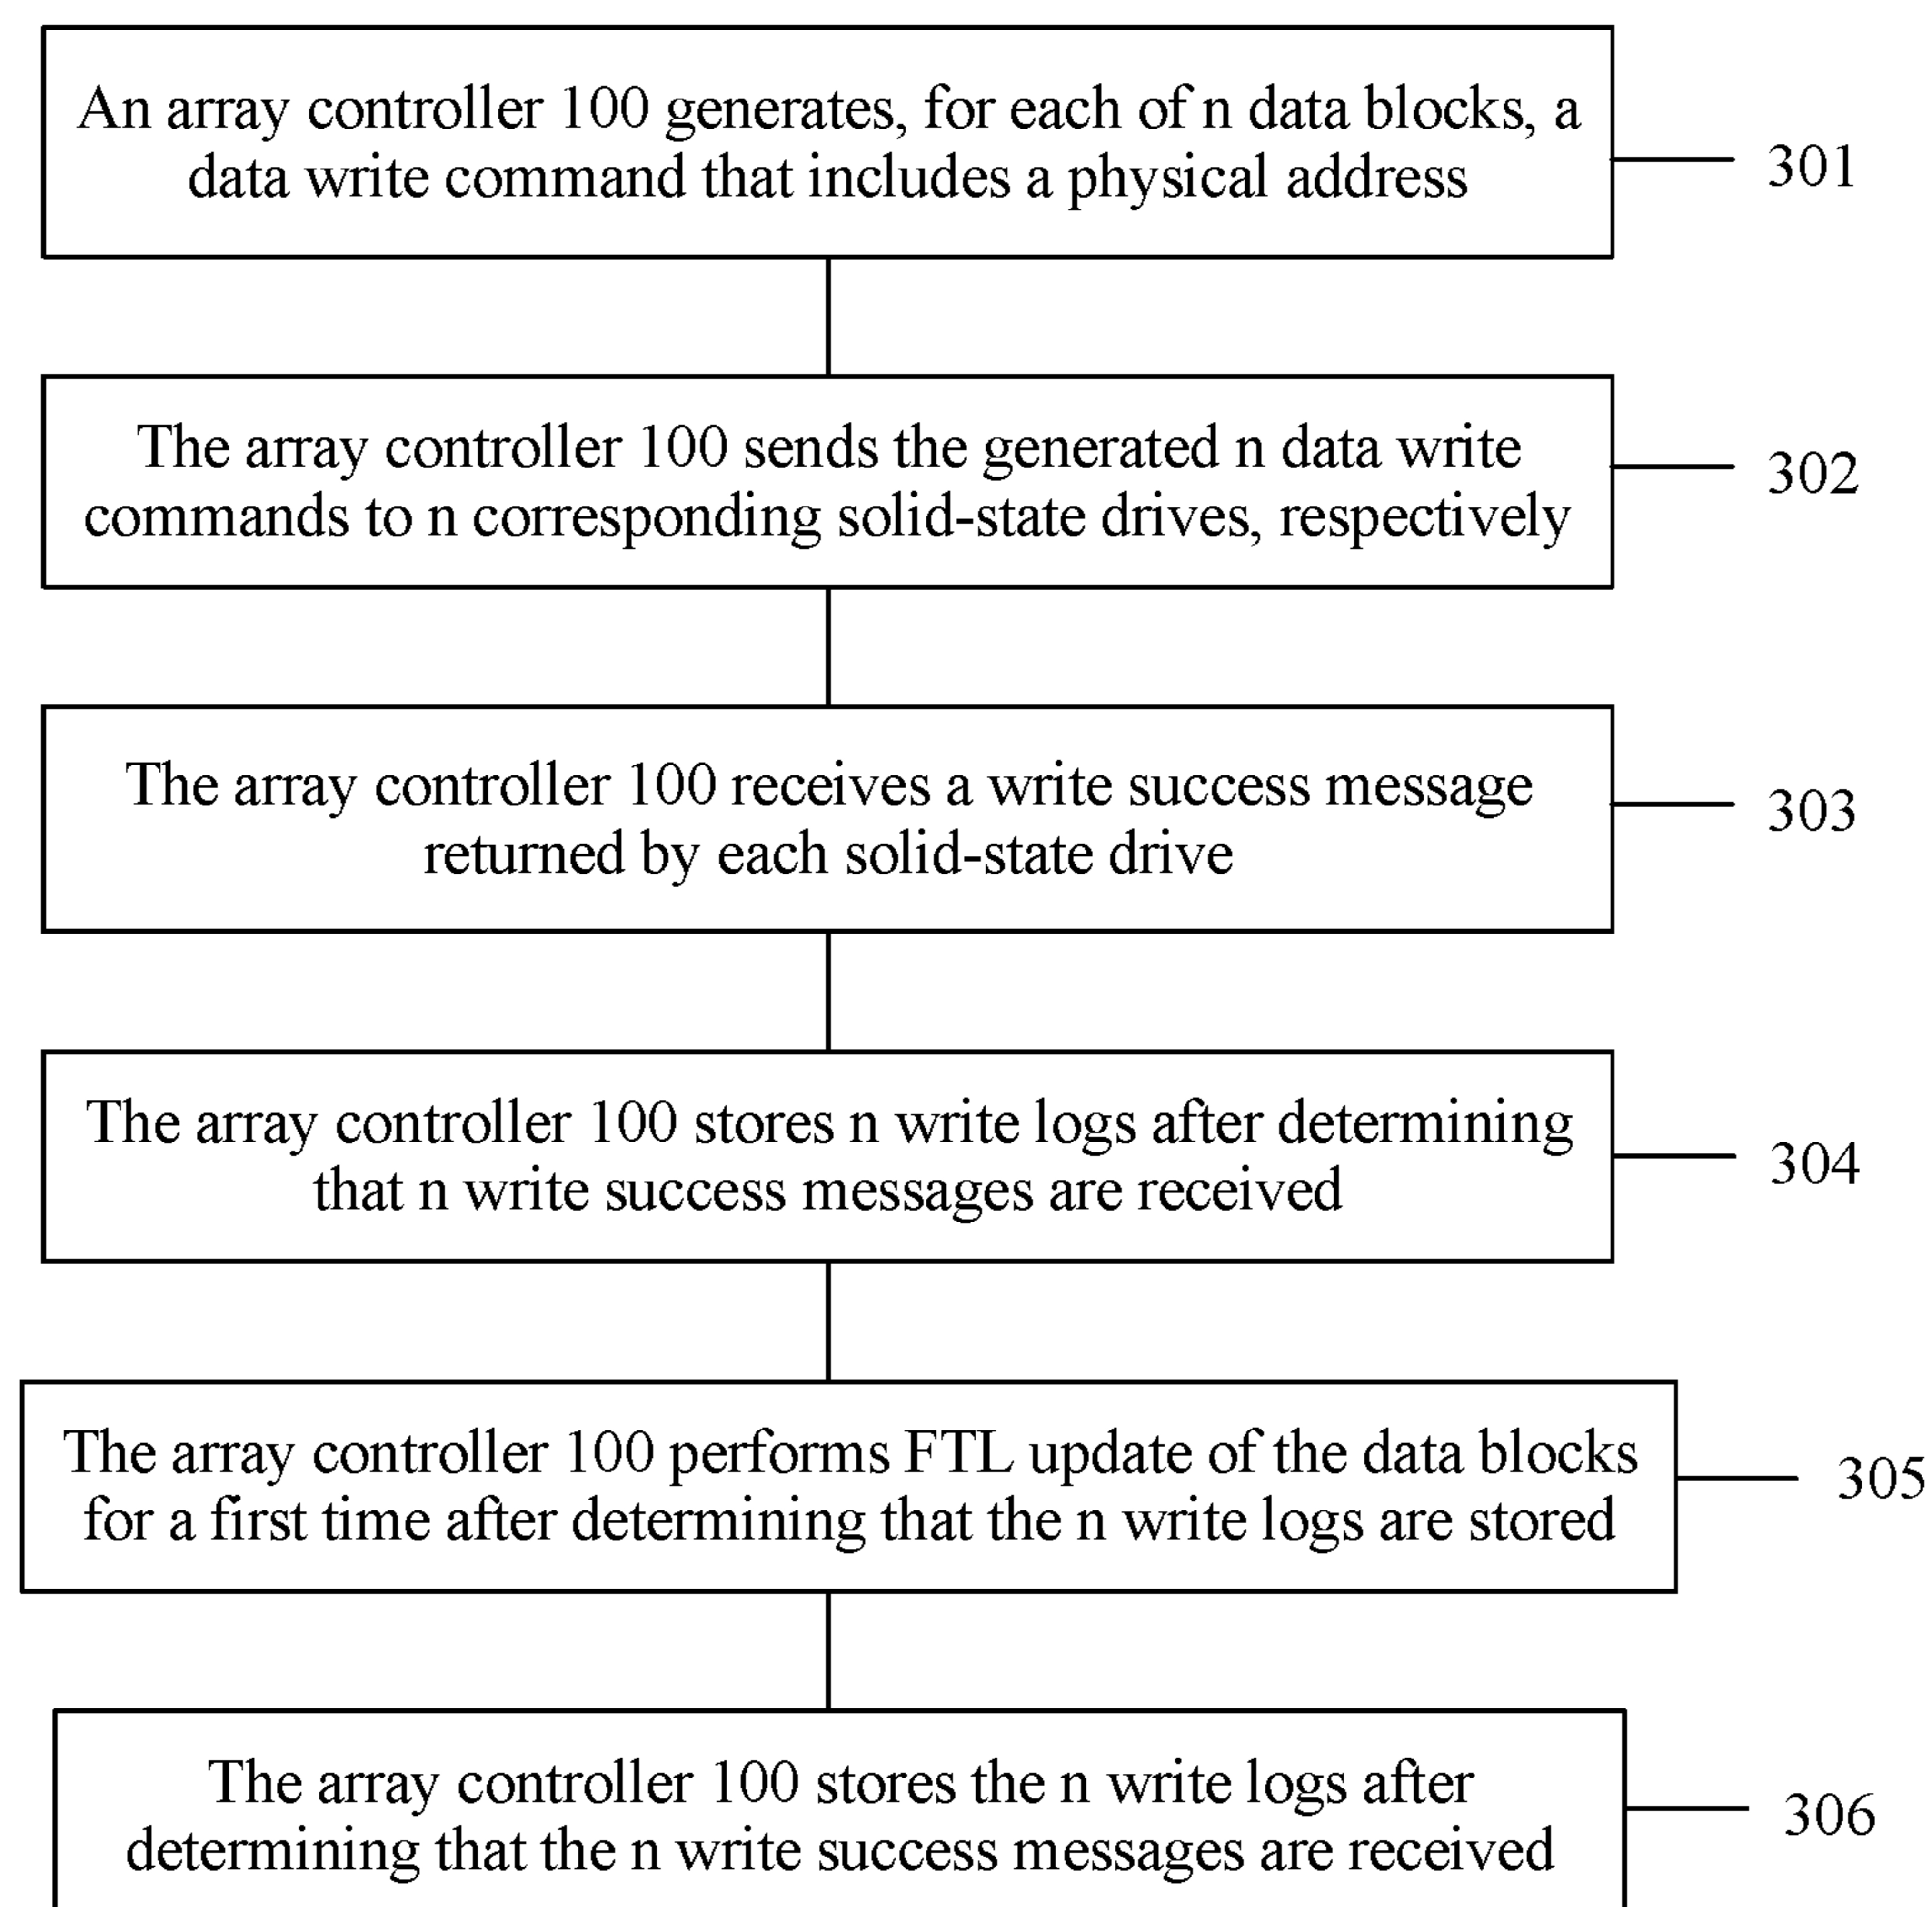 An array controller 100 generates, for each of n data blocks, a
data write command that includes a physical address
301
The array controller 100 sends the generated n data write
commands to n corresponding solid-state drives, respectively
302
The array controller 100 receives a write success message
returned by each solid-state drive
303
The array controller 100 stores n write logs after determining
that n write success messages are received
304
The array controller 100 performs FTL update of the data blocks
for a first time after determining that the n write logs are stored
305
The array controller 100 stores the n write logs after
determining that the n write success messages are received
306